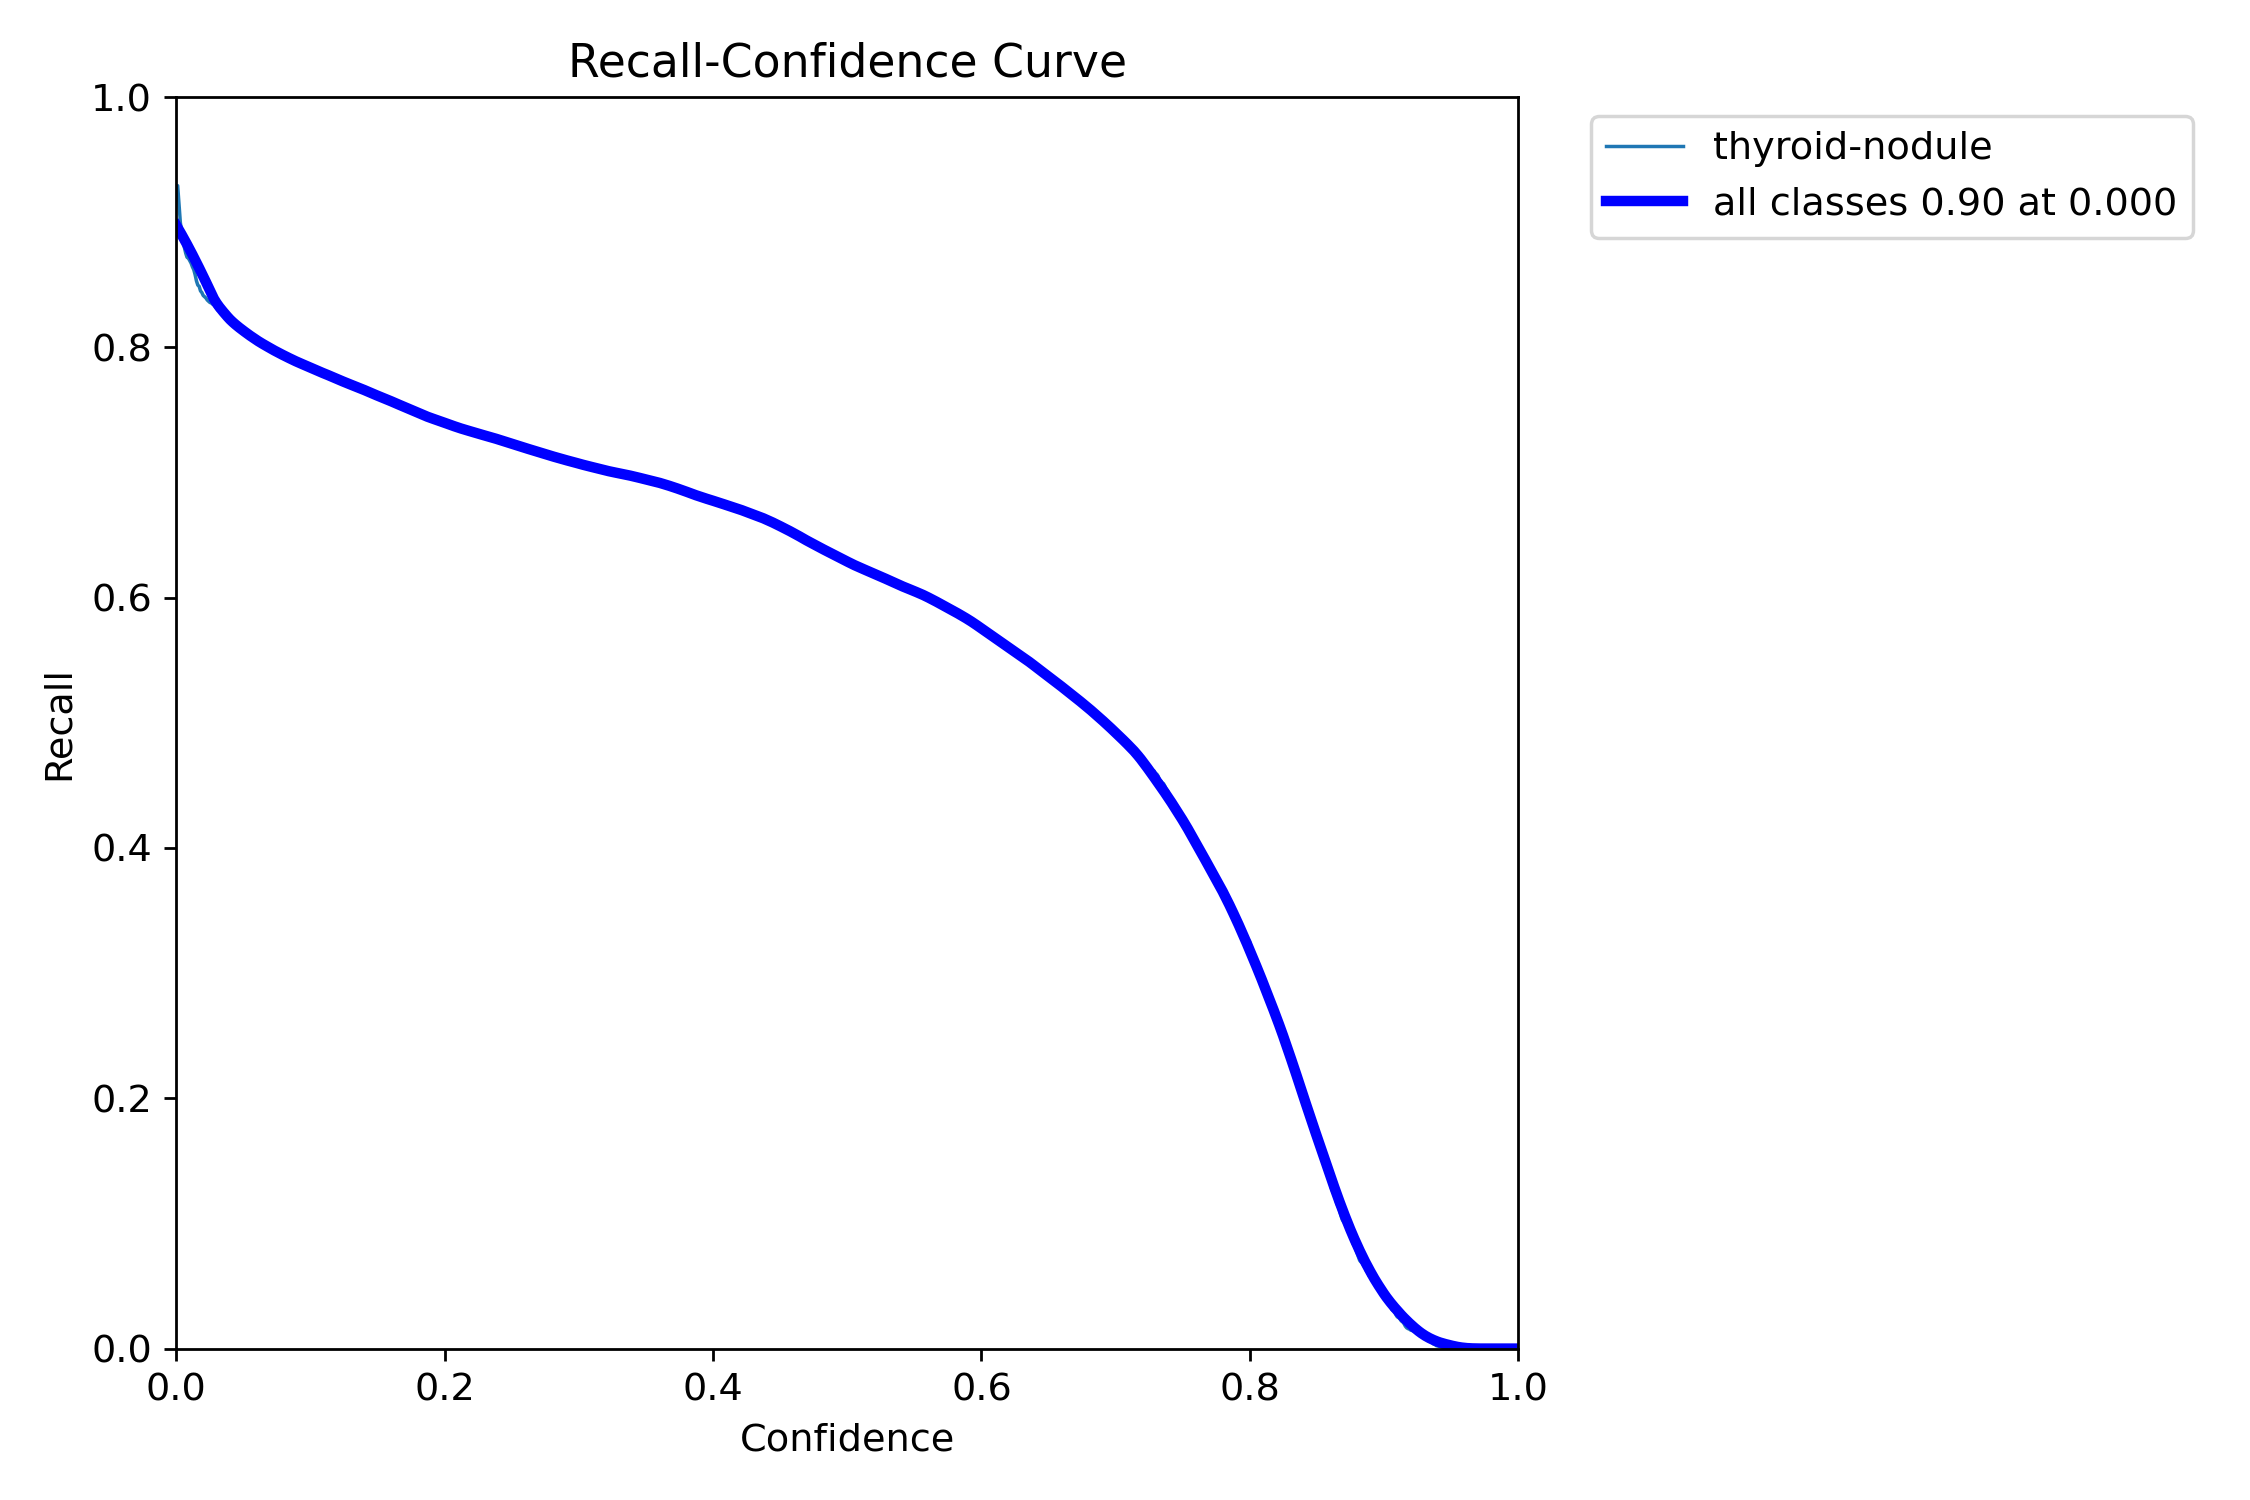 Recall-Confidence Curve
1.0
0.8
0.6
0.4
0.2
0.0
Recall
0.0 0.2 0.4 0.6 0.8 1.0
Confidence
thyroid-nodule
all classes 0.90 at 0.000